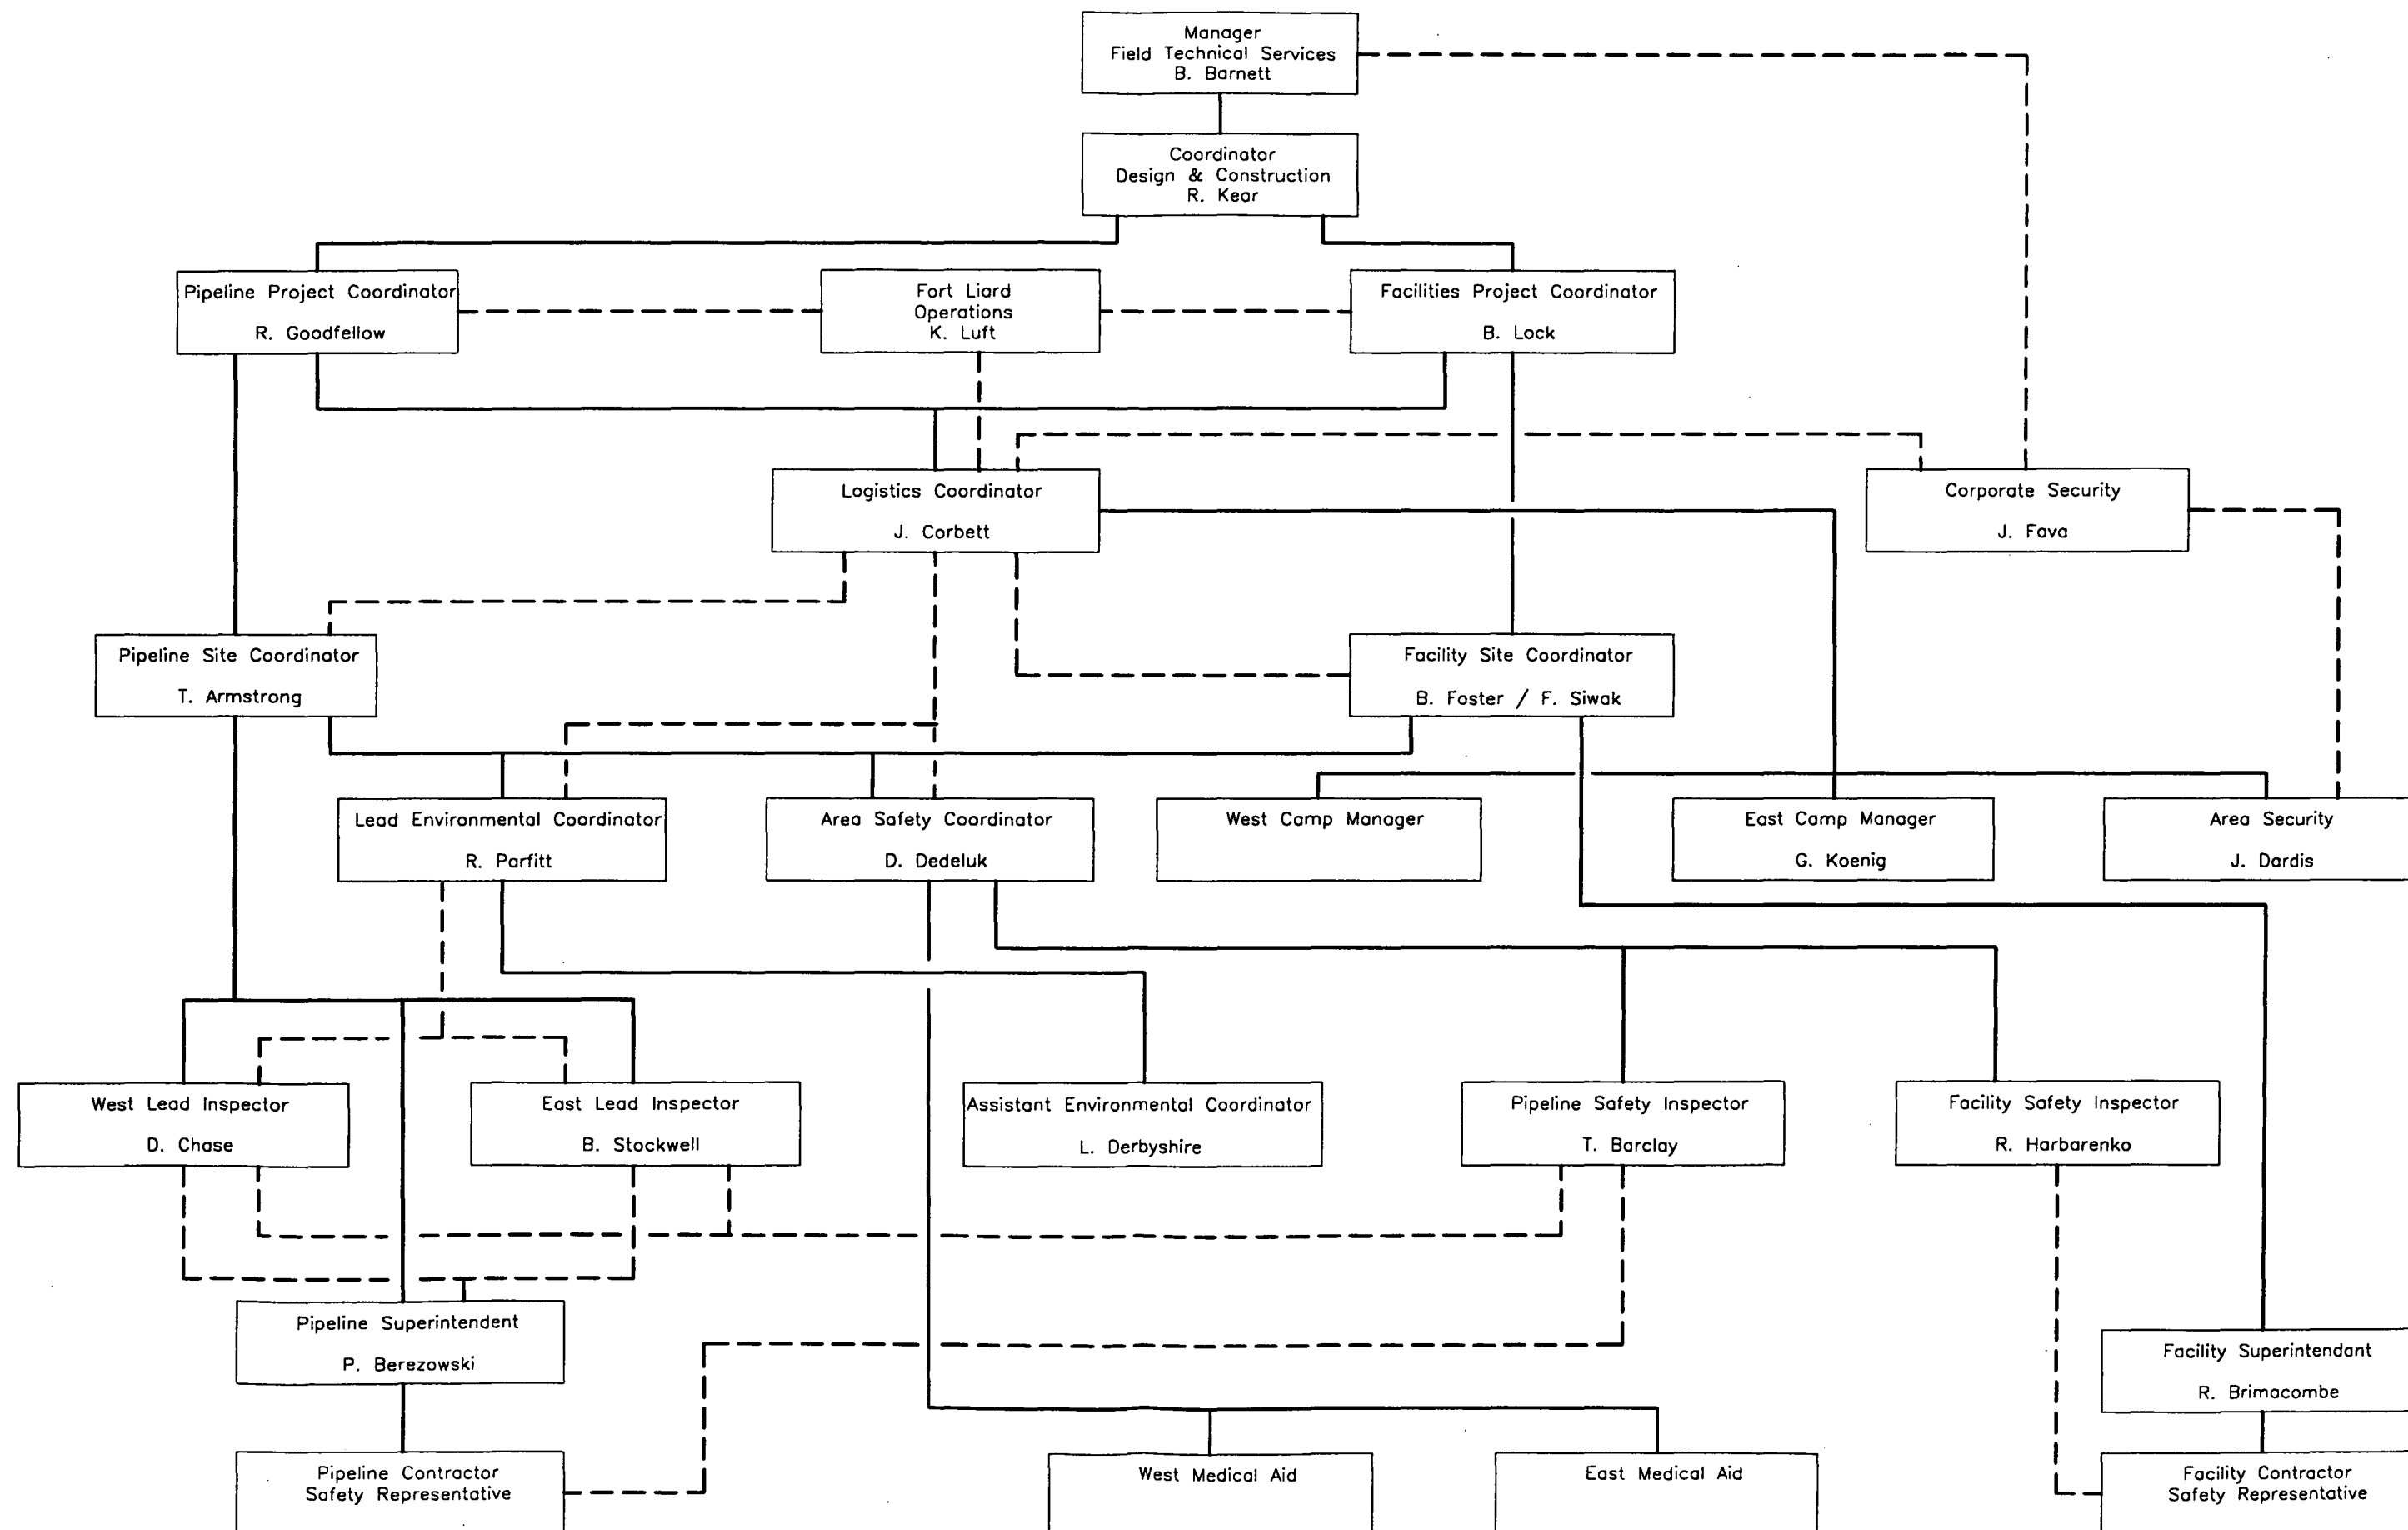 Manager
Field Technical Services
B. Barnett
Coordinator
Design & Construction
R. Kear
Pipeline Project Coordinator
R. Goodfellow
Fort Liard
Operations
K. Luft
Facilities Project Coordinator
B. Lock
Logistics Coordinator
J. Corbett
Corporate Security
J. Fava
Pipeline Site Coordinator
T. Armstrong
Facility Site Coordinator
B. Foster / F. Siwak
Lead Environmental Coordinator
R. Parfitt
Area Safety Coordinator
D. Dedeluk
West Camp Manager
East Camp Manager
G. Koenig
Area Security
J. Dardis
West Lead Inspector
D. Chase
East Lead Inspector
B. Stockwell
Assistant Environmental Coordinator
L. Derbyshire
Pipeline Safety Inspector
T. Barclay
Facility Safety Inspector
R. Harbarenko
Pipeline Superintendent
P. Berezowski
Facility Superintendant
R. Brimacombe
Pipeline Contractor
Safety Representative
West Medical Aid
East Medical Aid
Facility Contractor
Safety Representative